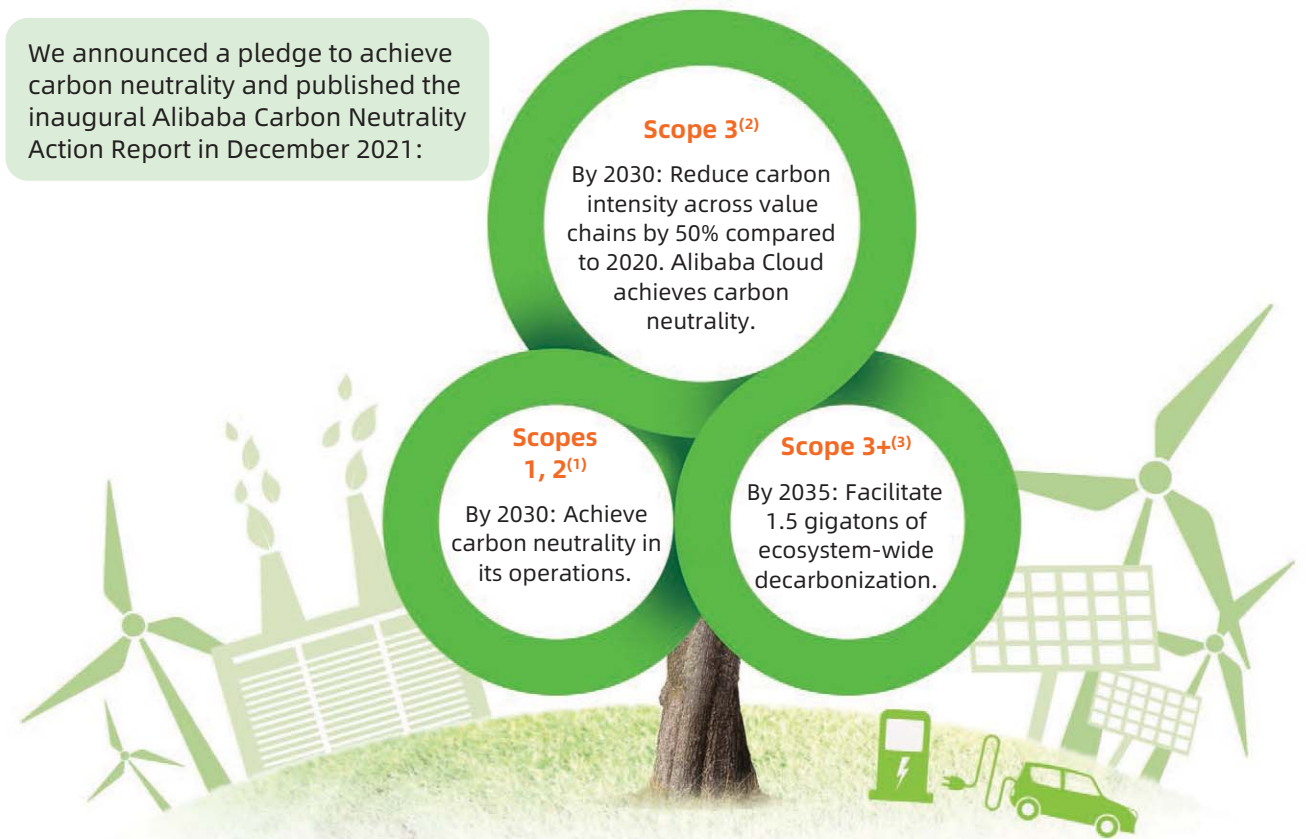 We announced a pledge to achieve
carbon neutrality and published the
inaugural Alibaba Carbon Neutrality
Action Report in December 2021:
Scope 3(2)
By 2030: Reduce carbon
intensity across value
chains by 50% compared
to 2020. Alibaba Cloud
achieves carbon
neutrality.
Scopes
1, 2(1)
By 2030: Achieve
carbon neutrality in
its operations.
Scope 3+(3)
By 2035: Facilitate
1.5 gigatons of
ecosystem-wide
decarbonization.